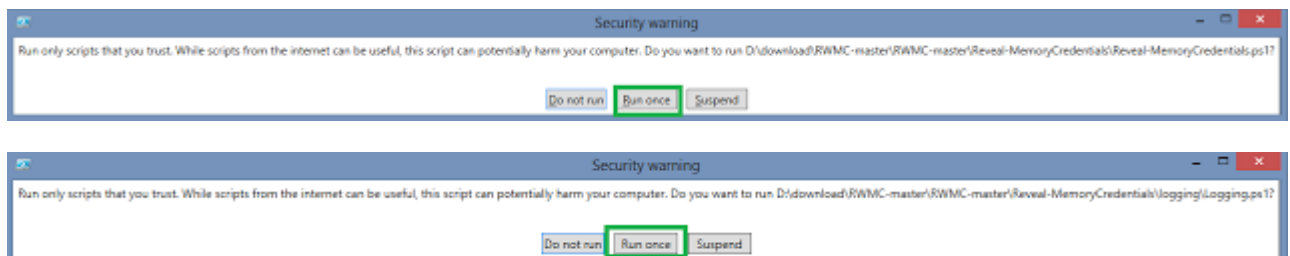 Security warning
Run only scripts that you trust. While scripts from the internet can be useful, this script can potentially harm your computer. Do you want to run D:\download\RWMC-master\RWMC-master\Reveal-MemoryCredentials\Reveal-MemoryCredentials.ps1?
Do not run Run once Suspend
Security warning
Run only scripts that you trust. While scripts from the internet can be useful, this script can potentially harm your computer. Do you want to run D:\download\RWMC-master\RWMC-master\Reveal-MemoryCredentials\logging\Logging.ps1?
Do not run Run once Suspend